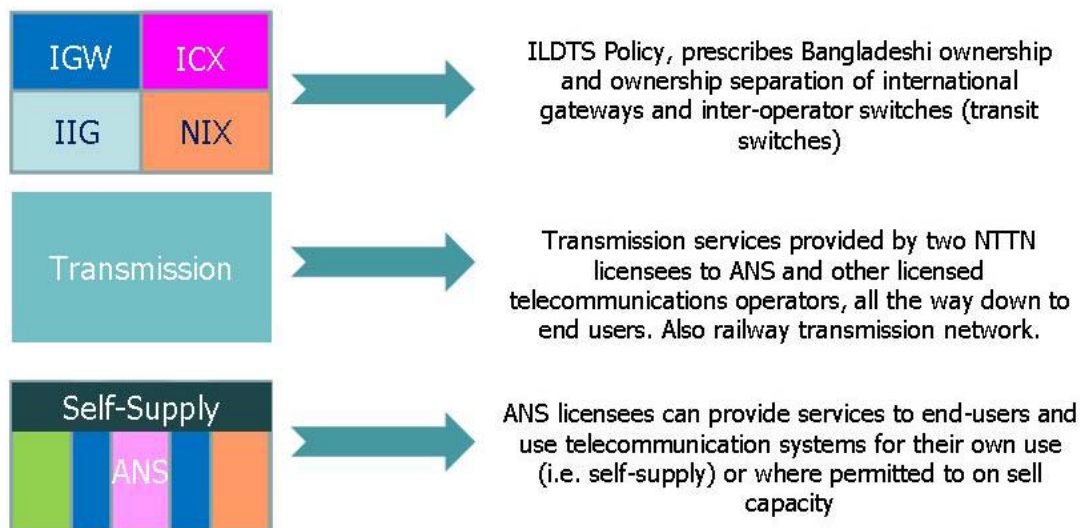 IGW ICX
IIG NIX
ILDTS Policy, prescribes Bangladeshi ownership
and ownership separation of international
gateways and inter-operator switches (transit
switches)
Transmission
Transmission services provided by two NTTN
licensees to ANS and other licensed
telecommunications operators, all the way down to
end users. Also railway transmission network.
Self-Supply
ANS
ANS licensees can provide services to end-users and
use telecommunication systems for their own use
(i.e. self-supply) or where permitted to on sell
capacity